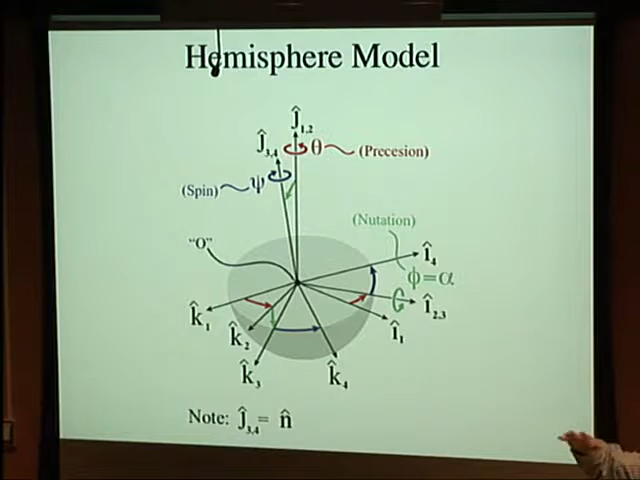 Hemisphere Model
ĵ1,2
ĵ3,4
θ
(Precesion)
(Spin)
ψ
(Nutation)
"O"
î4
ϕ=α
î2,3
k̂1
î1
k̂2
k̂3
k̂4
Note: ĵ3,4= n̂